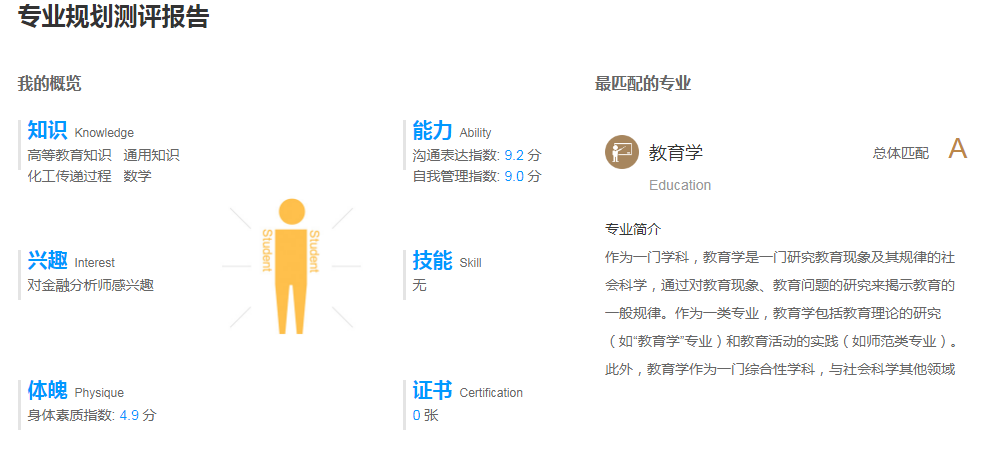 专业规划测评报告
我的概览
知识 Knowledge
高等教育知识 通用知识
化工传递过程 数学
能力 Ability
沟通表达指数: 9.2 分
自我管理指数: 9.0 分
Student
Student
兴趣 Interest
对金融分析师感兴趣
技能 Skill
无
体魄 Physique
身体素质指数: 4.9 分
证书 Certification
0 张
最匹配的专业
教育学 总体匹配 A
Education
专业简介
作为一门学科，教育学是一门研究教育现象及其规律的社
会科学，通过对教育现象、教育问题的研究来揭示教育的
一般规律。作为一类专业，教育学包括教育理论的研究
（如“教育学”专业）和教育活动的实践（如师范类专业）。
此外，教育学作为一门综合性学科，与社会科学其他领域